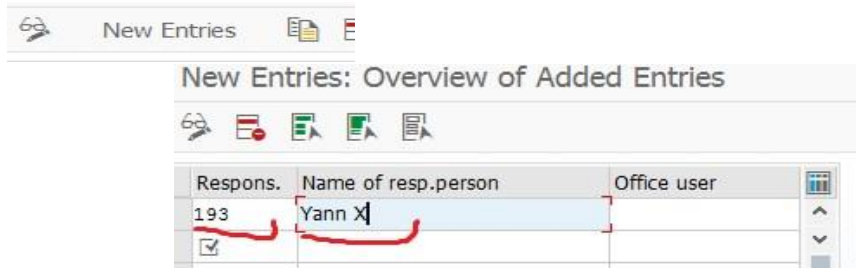 New Entries
New Entries: Overview of Added Entries
Respons. Name of resp.person Office user
193 Yann X